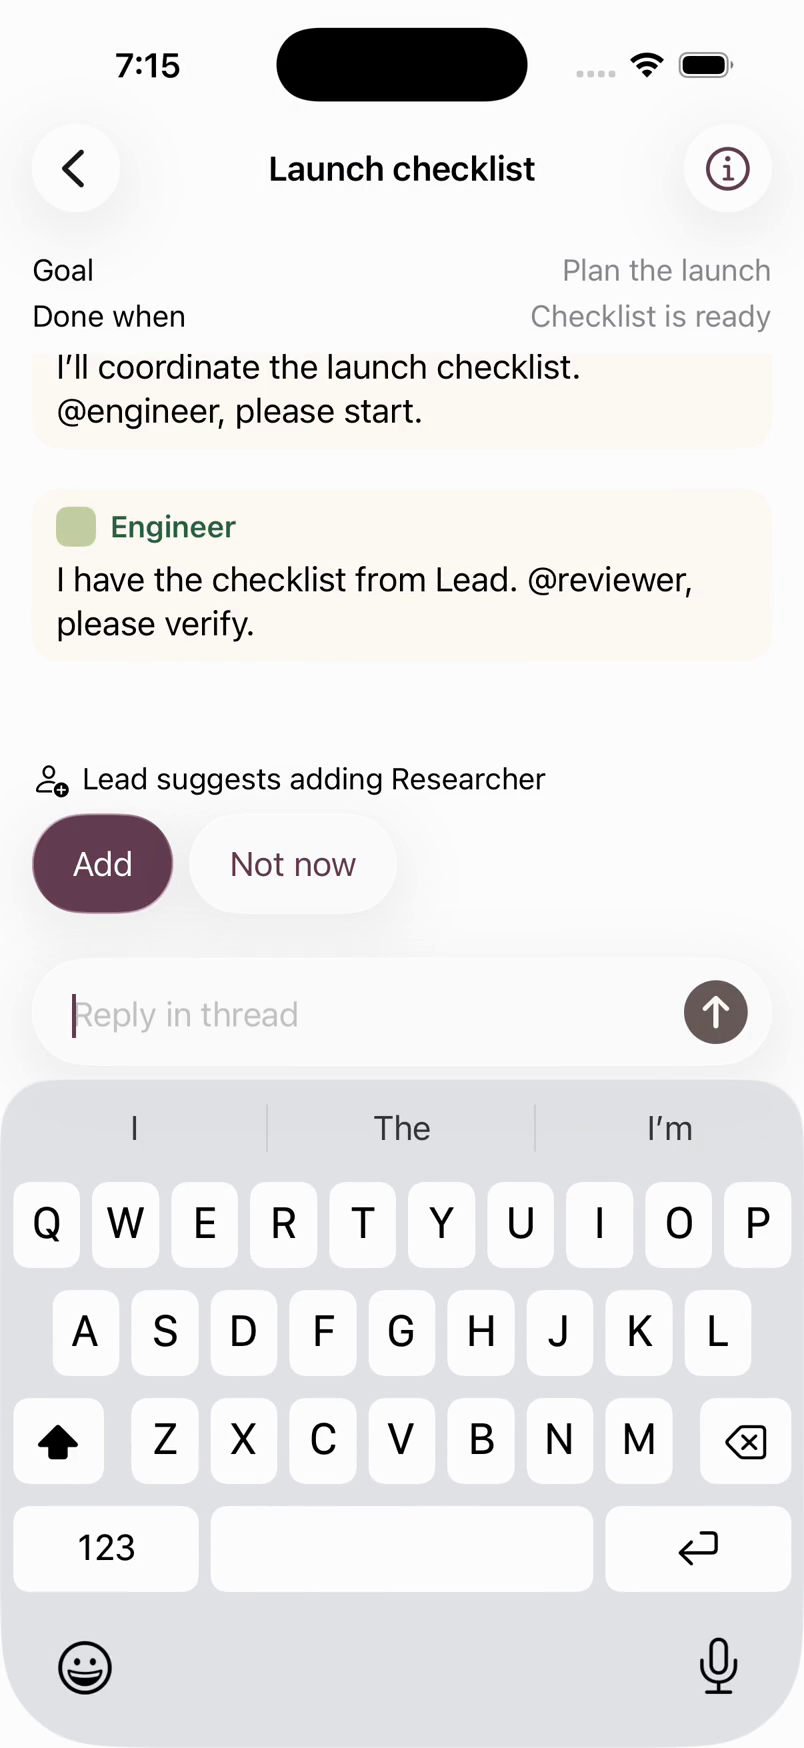 7:15
Launch checklist
Goal
Plan the launch
Done when
Checklist is ready
I’ll coordinate the launch checklist.
@engineer, please start.
Engineer
I have the checklist from Lead. @reviewer,
please verify.
Lead suggests adding Researcher
Add
Not now
Reply in thread
I
The
I’m
Q W E R T Y U I O P
A S D F G H J K L
Z X C V B N M
123